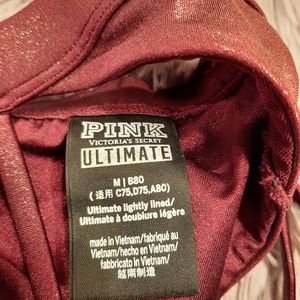 PINK
VICTORIA'S SECRET
ULTIMATE
M | B80
(适用 C75,D75,A80)
Ultimate lightly lined/
Ultimate à doublure légère
made in Vietnam/fabriqué au
Vietnam/hecho en Vietnam/
fabbricato in Vietnam/
越南制造